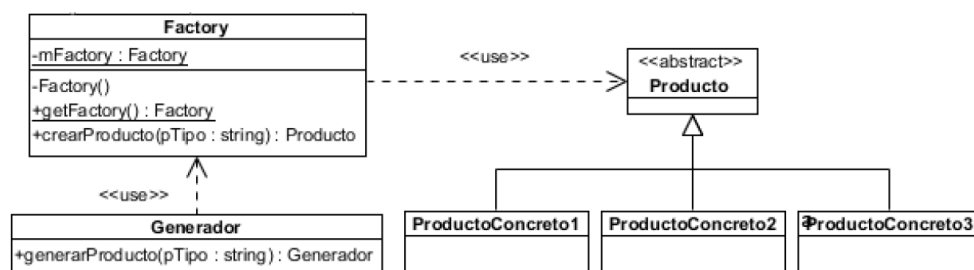 Factory
-mFactory : Factory
-Factory()
+getFactory() : Factory
+crearProducto(pTipo : string) : Producto
<<use>>
<<abstract>>
Producto
<<use>>
Generador
+generarProducto(pTipo : string) : Generador
ProductoConcreto1
ProductoConcreto2
ProductoConcreto3